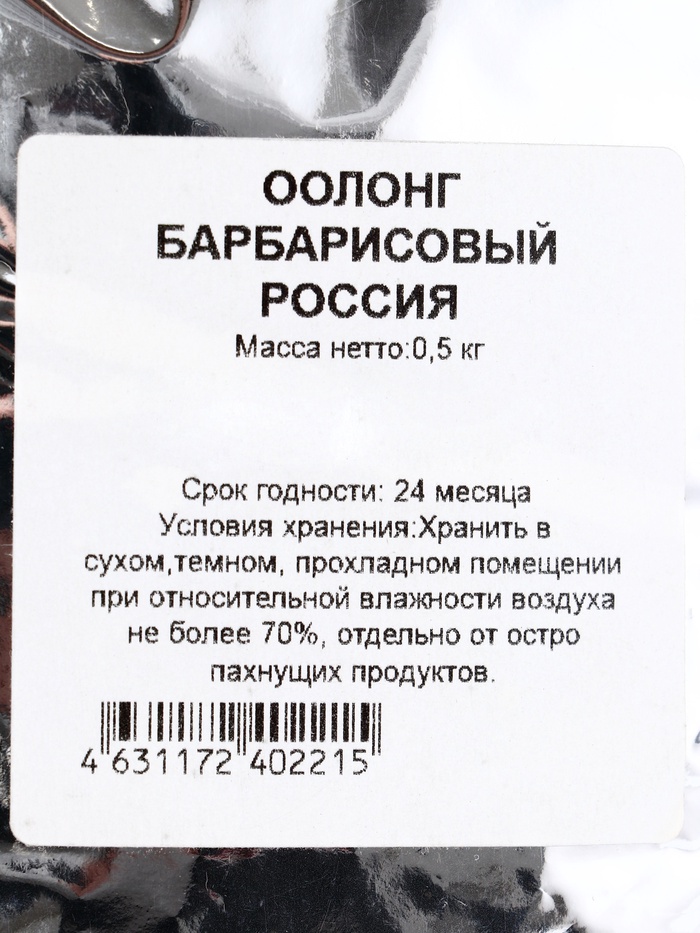 ООЛОНГ
БАРБАРИСОВЫЙ
РОССИЯ
Масса нетто:0,5 кг
Срок годности: 24 месяца
Условия хранения:Хранить в
сухом,темном, прохладном помещении
при относительной влажности воздуха
не более 70%, отдельно от остро
пахнущих продуктов.
4 631172 402215